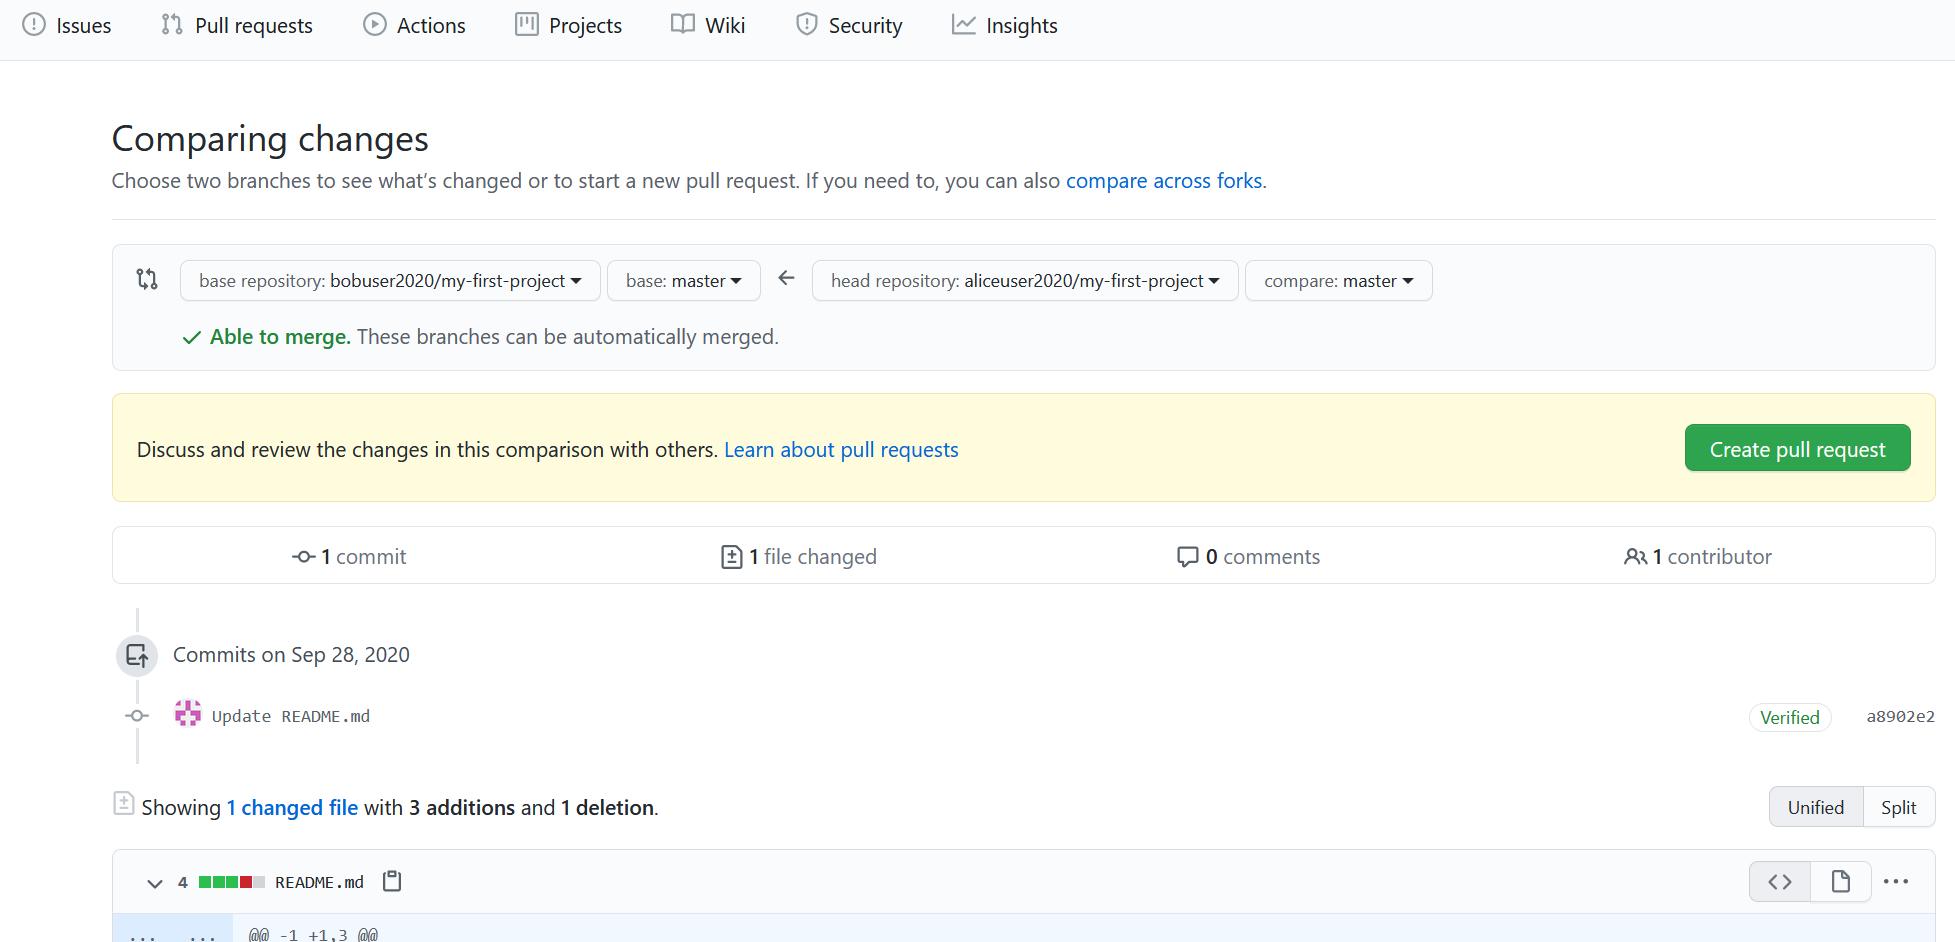 Issues Pull requests Actions Projects Wiki Security Insights
Comparing changes
Choose two branches to see what's changed or to start a new pull request. If you need to, you can also compare across forks.
base repository: bobuser2020/my-first-project base: master ← head repository: aliceuser2020/my-first-project compare: master
Able to merge. These branches can be automatically merged.
Discuss and review the changes in this comparison with others. Learn about pull requests Create pull request
1 commit 1 file changed 0 comments 1 contributor
Commits on Sep 28, 2020
Update README.md Verified a8902e2
Showing 1 changed file with 3 additions and 1 deletion. Unified Split
4 README.md <> ...
... ... @@ -1 +1,3 @@